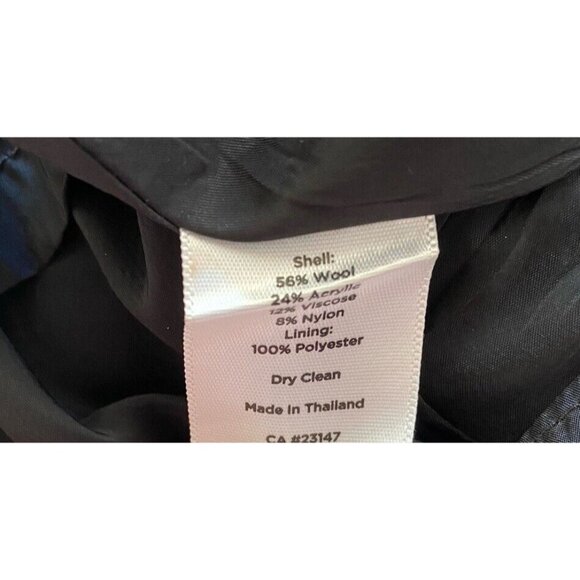 Shell:
56% Wool
24% Acrylic
12% Viscose
8% Nylon
Lining:
100% Polyester
Dry Clean
Made In Thailand
CA #23147